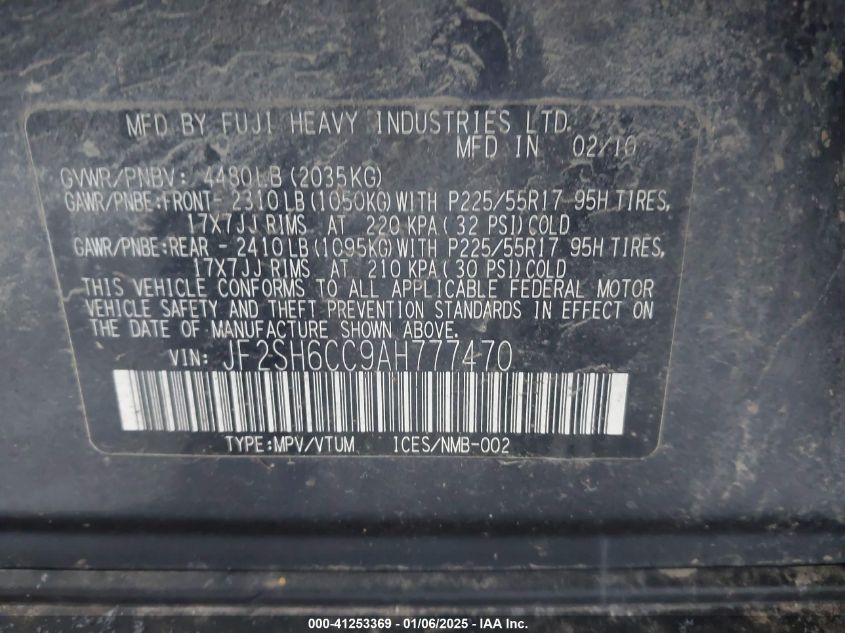 MFD BY FUJI HEAVY INDUSTRIES LTD.
MFD IN 02/10
GVWR/PNBV: 4480LB(2035KG)
GAWR/PNBE:FRONT- 2310LB(1050KG)WITH P225/55R17 95H TIRES,
17X7JJ RIMS AT 220 KPA(32 PSI)COLD
GAWR/PNBE:REAR - 2410LB(1095KG)WITH P225/55R17 95H TIRES,
17X7JJ RIMS AT 210 KPA(30 PSI)COLD
THIS VEHICLE CONFORMS TO ALL APPLICABLE FEDERAL MOTOR
VEHICLE SAFETY AND THEFT PREVENTION STANDARDS IN EFFECT ON
THE DATE OF MANUFACTURE SHOWN ABOVE.
VIN: JF2SH6CC9AH777470
TYPE:MPV/VTUM ICES/NMB-002
000-41253369 - 01/06/2025 - IAA Inc.